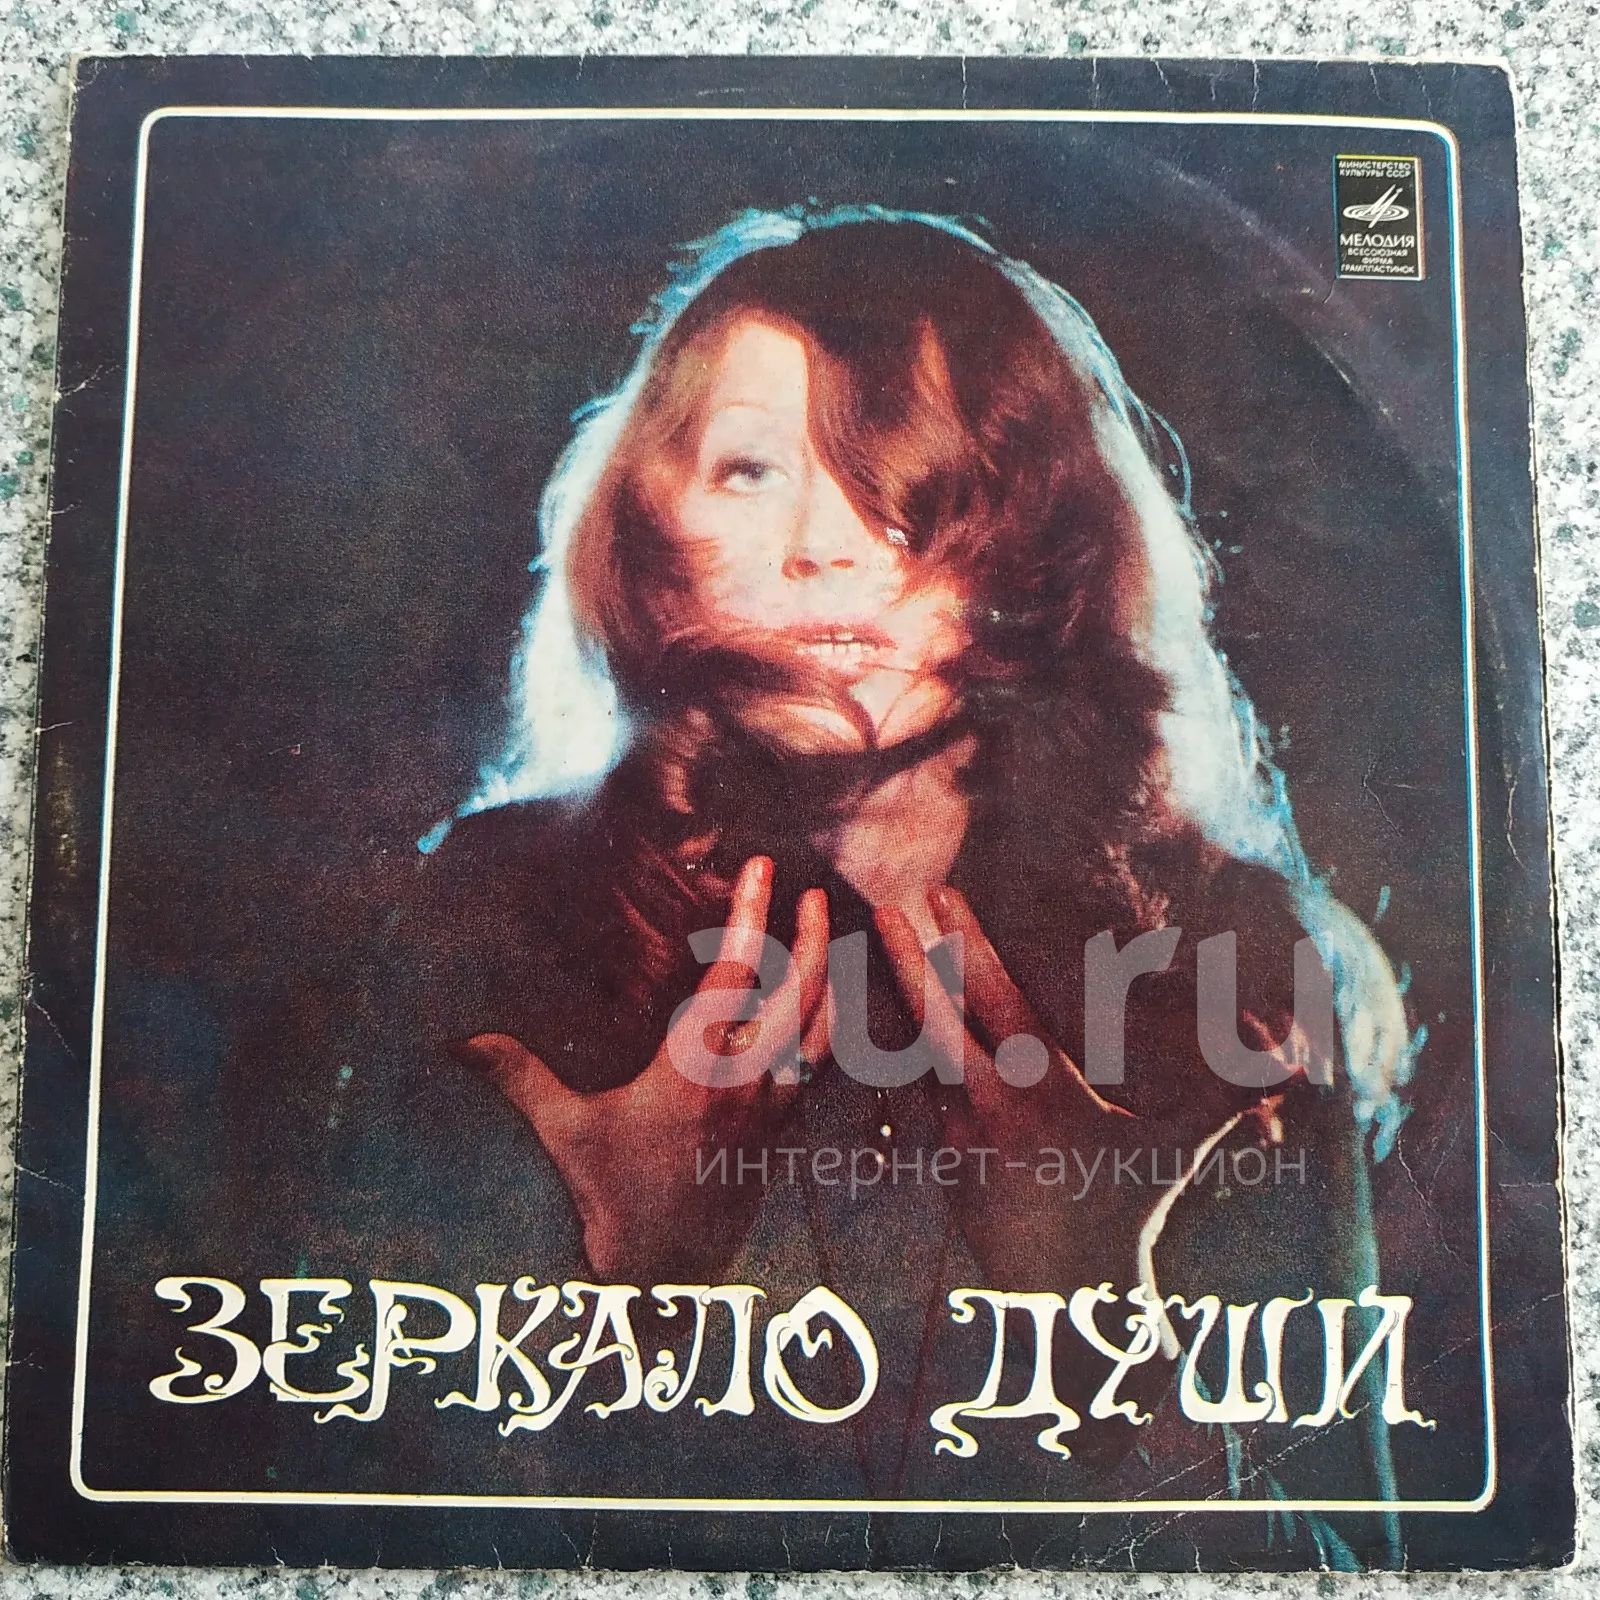 МИНИСТЕРСТВО
КУЛЬТУРЫ СССР
МЕЛОДИЯ
ВСЕСОЮЗНАЯ
ФИРМА
ГРАМПЛАСТИНОК
au.ru
интернет-аукцион
ЗЕРКАЛО ДУШИ